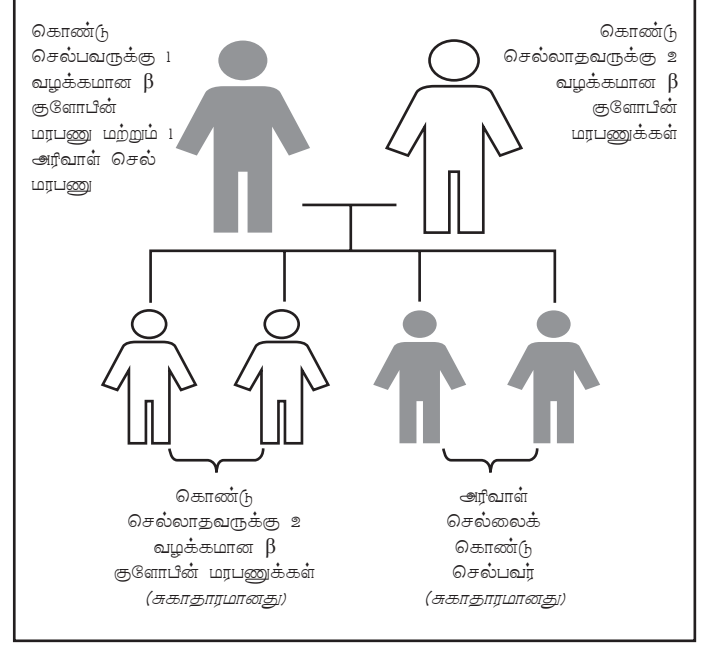 கொண்டு
செல்பவருக்கு 1
வழக்கமான β
குளோபீன்
மரபணு மற்றும் 1
அரிவாள் செல்
மரபணு
கொண்டு
செல்லாதவருக்கு 2
வழக்கமான β
குளோபீன்
மரபணுக்கள்
கொண்டு
செல்லாதவருக்கு 2
வழக்கமான β
குளோபீன் மரபணுக்கள்
(சுகாதாரமானது)
அரிவாள்
செல்லைக்
கொண்டு
செல்பவர்
(சுகாதாரமானது)